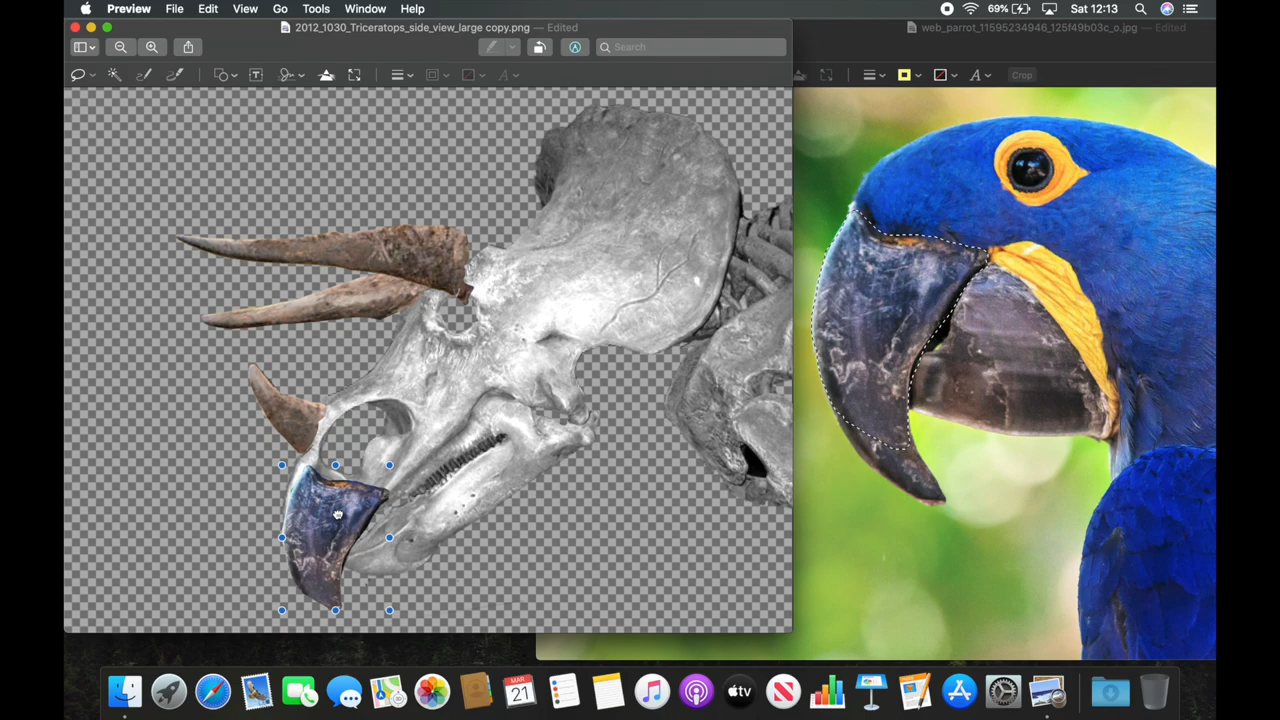 Preview File Edit View Go Tools Window Help 69% Sat 12:13
2012_1030_Triceratops_side_view_large copy.png — Edited
web_parrot_11595234946_125f49b03c_o.jpg — Edited
Search
Crop
MAR
21
tv